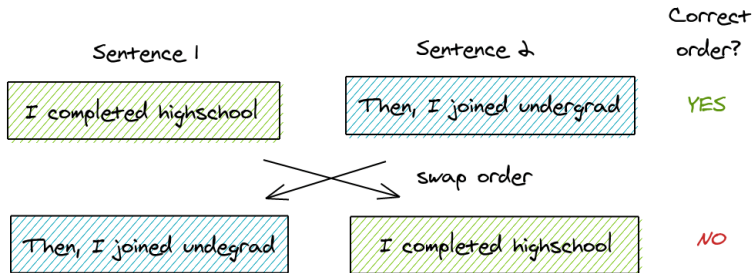 Correct
order?
Sentence 1
Sentence 2
I completed highschool
Then, I joined undergrad
YES
swap order
Then, I joined undegrad
I completed highschool
NO